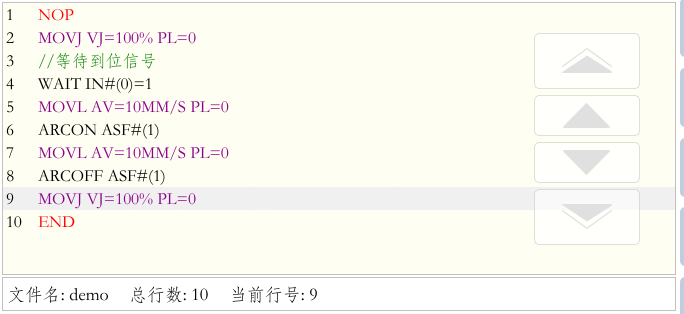 1 NOP
2 MOVJ VJ=100% PL=0
3 //等待到位信号
4 WAIT IN#(0)=1
5 MOVL AV=10MM/S PL=0
6 ARCON ASF#(1)
7 MOVL AV=10MM/S PL=0
8 ARCOFF ASF#(1)
9 MOVJ VJ=100% PL=0
10 END
文件名: demo 总行数: 10 当前行号: 9